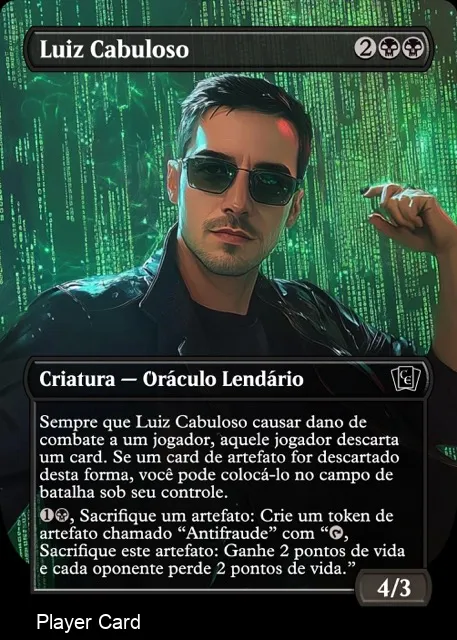 Luiz Cabuloso 2
Criatura — Oráculo Lendário
Sempre que Luiz Cabuloso causar dano de
combate a um jogador, aquele jogador descarta
um card. Se um card de artefato for descartado
desta forma, você pode colocá-lo no campo de
batalha sob seu controle.
1, Sacrifique um artefato: Crie um token de
artefato chamado “Antifraude” com “,
Sacrifique este artefato: Ganhe 2 pontos de vida
e cada oponente perde 2 pontos de vida.”
4/3
Player Card